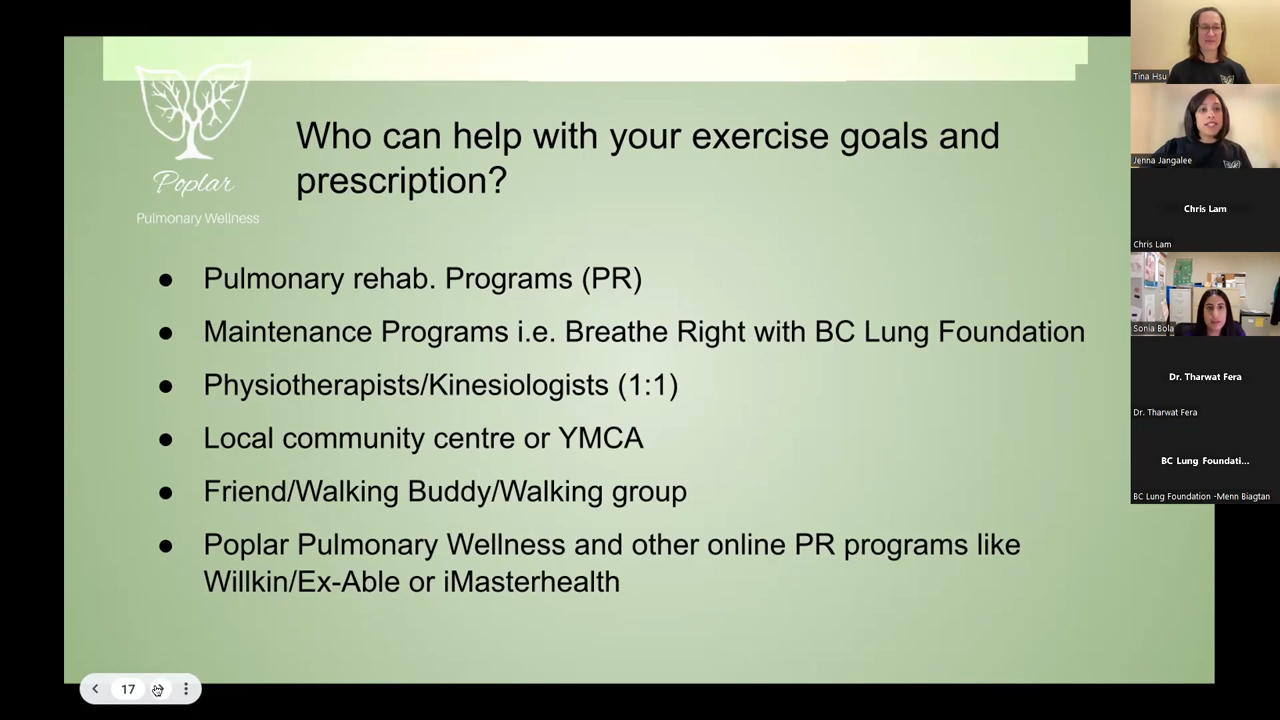 Poplar
Pulmonary Wellness
Who can help with your exercise goals and
prescription?
● Pulmonary rehab. Programs (PR)
● Maintenance Programs i.e. Breathe Right with BC Lung Foundation
● Physiotherapists/Kinesiologists (1:1)
● Local community centre or YMCA
● Friend/Walking Buddy/Walking group
● Poplar Pulmonary Wellness and other online PR programs like
Willkin/Ex-Able or iMasterhealth
17
Tina Hsu
Jenna Jangalee
Chris Lam
Chris Lam
Sonia Bola
Dr. Tharwat Fera
Dr. Tharwat Fera
BC Lung Foundati...
BC Lung Foundation -Menn Biagtan